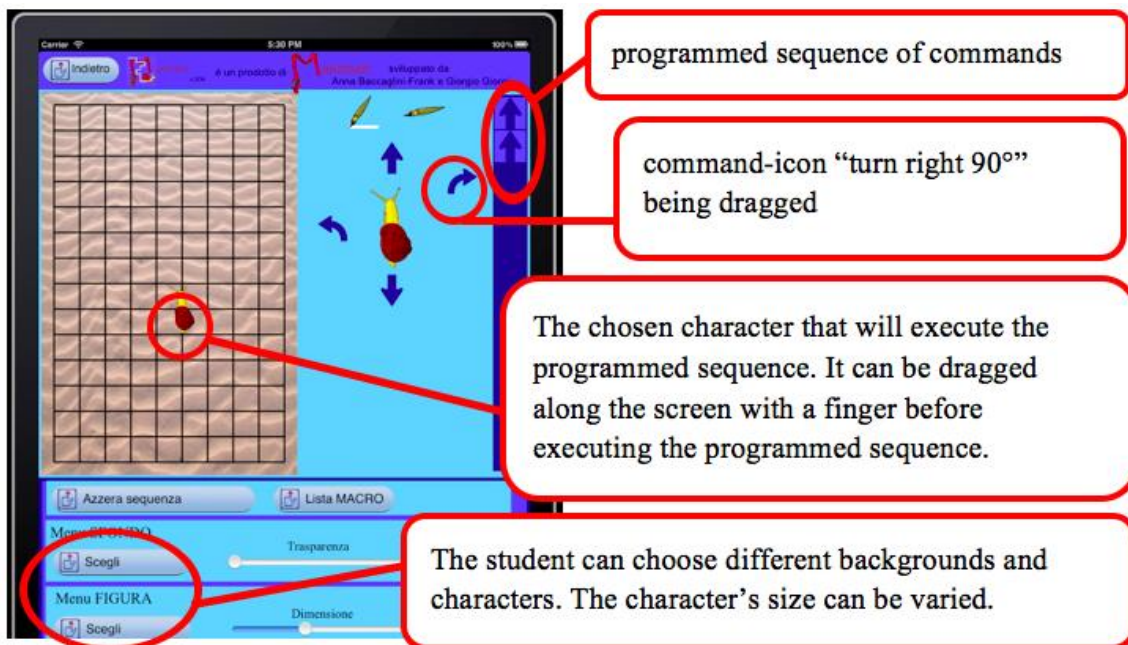 Carrier 5:30 PM 100%
Indietro
è un prodotto di
sviluppato da:
Anna Baccaglini-Frank e Giorgio
programmed sequence of commands
command-icon “turn right 90°”
being dragged
The chosen character that will execute the
programmed sequence. It can be dragged
along the screen with a finger before
executing the programmed sequence.
Azzera sequenza
Lista MACRO
Menu SFONDO
Scegli
Trasparenza
Menu FIGURA
Scegli
Dimensione
The student can choose different backgrounds and
characters. The character’s size can be varied.